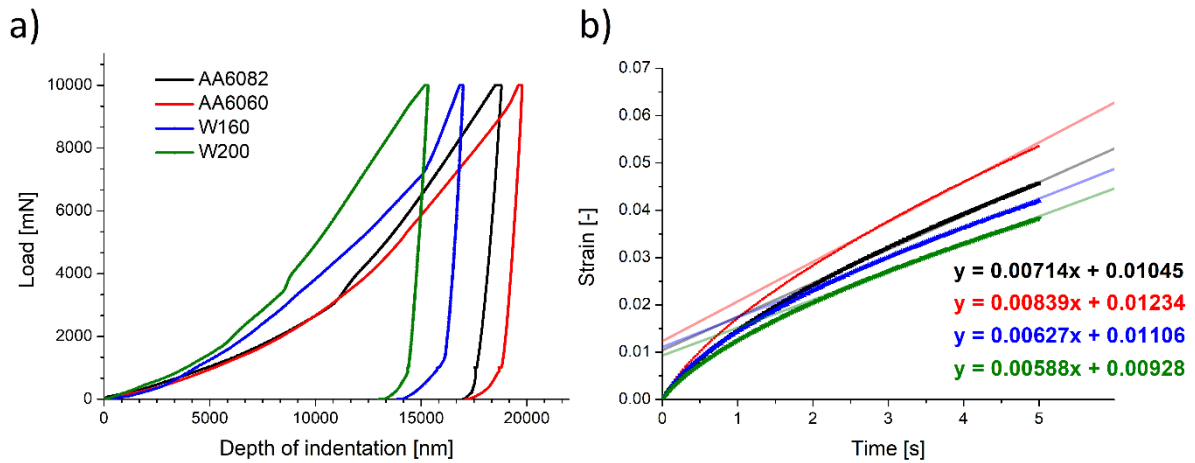 a)
AA6082
AA6060
W160
W200
10000
8000
6000
4000
2000
0
Load [mN]
0
5000
10000
15000
20000
Depth of indentation [nm]
b)
0.07
0.06
0.05
0.04
0.03
0.02
0.01
0.00
Strain [-]
y = 0.00714x + 0.01045
y = 0.00839x + 0.01234
y = 0.00627x + 0.01106
y = 0.00588x + 0.00928
0
1
2
3
4
5
Time [s]